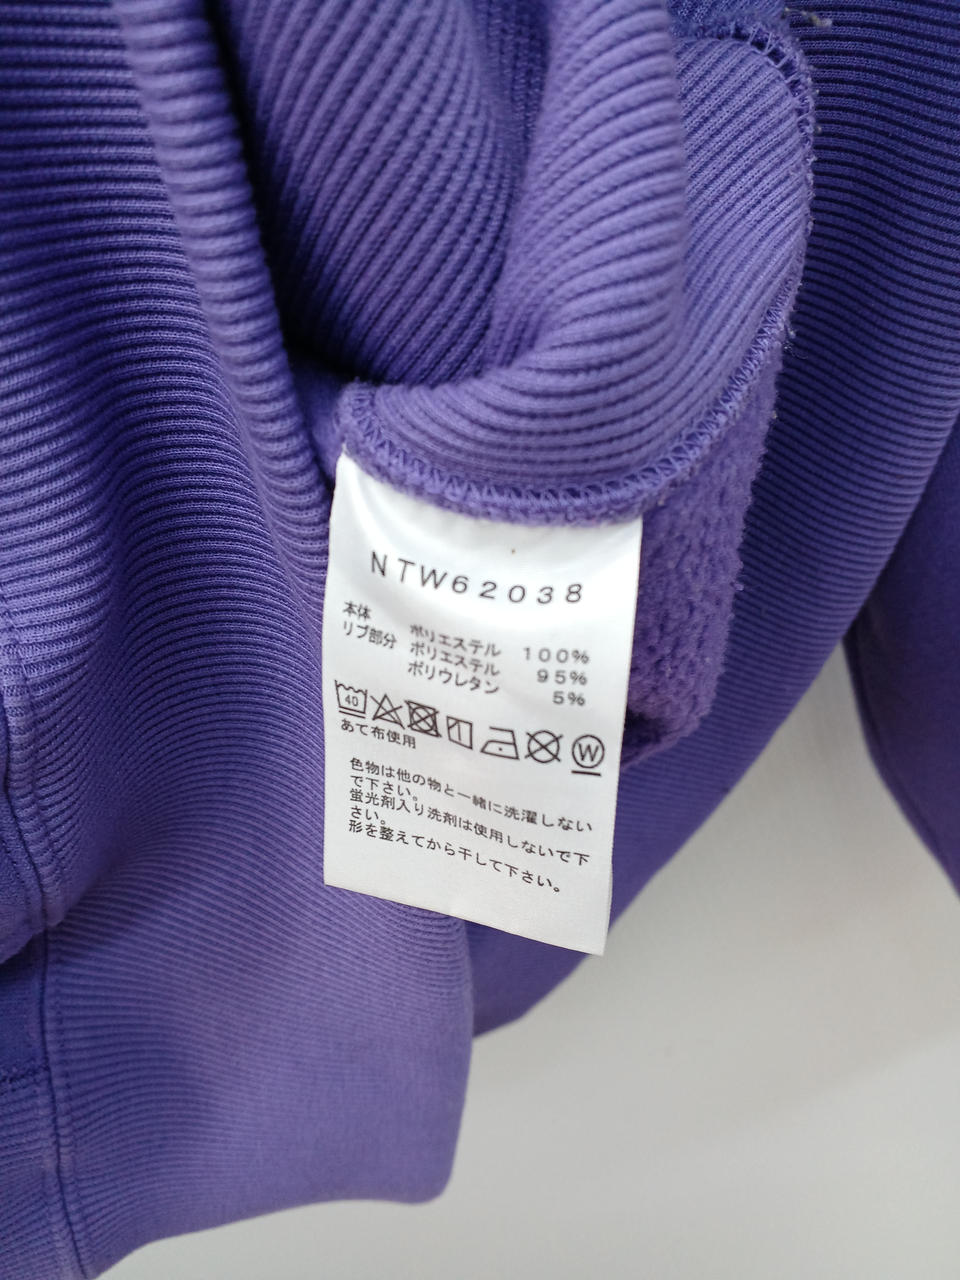 NTW62038
本体 ポリエステル 100%
リブ部分 ポリエステル 95%
ポリウレタン 5%
40 W
あて布使用
色物は他の物と一緒に洗濯しない
で下さい。
蛍光剤入り洗剤は使用しないで下
さい。
形を整えてから干して下さい。